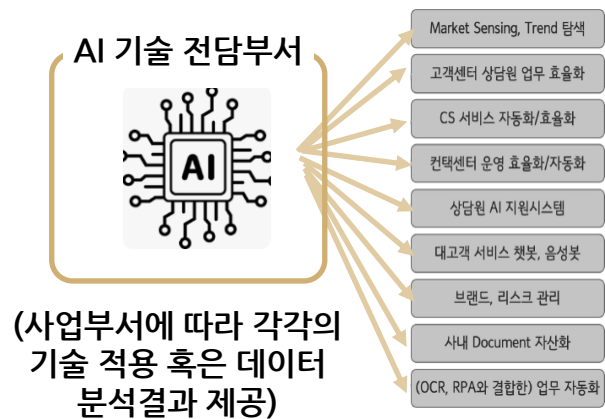 AI 기술 전담부서
AI
(사업부서에 따라 각각의
기술 적용 혹은 데이터
분석결과 제공)
Market Sensing, Trend 탐색
고객센터 상담원 업무 효율화
CS 서비스 자동화/효율화
컨택센터 운영 효율화/자동화
상담원 AI 지원시스템
대고객 서비스 챗봇, 음성봇
브랜드, 리스크 관리
사내 Document 자산화
(OCR, RPA와 결합한) 업무 자동화